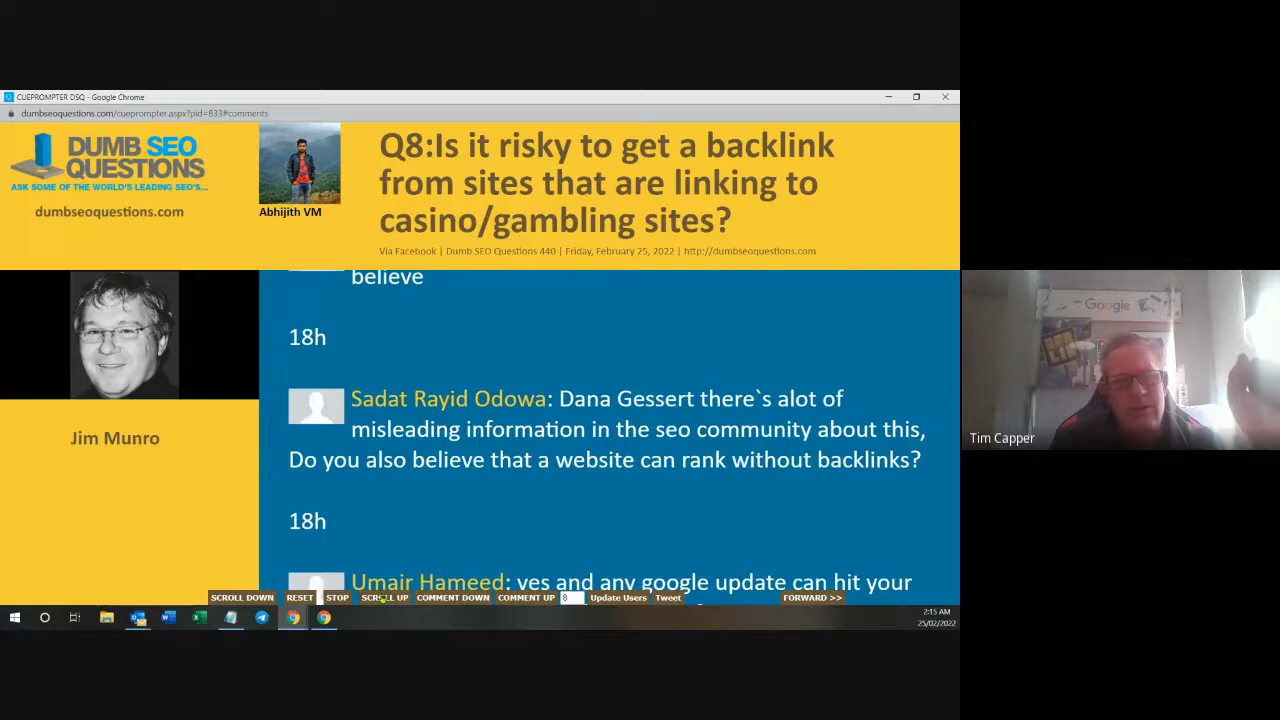 CUEPROMPTER DSQ - Google Chrome
dumbseoquestions.com/cueprompter.aspx?pid=833#comments
DUMB SEO
QUESTIONS
ASK SOME OF THE WORLD'S LEADING SEO'S...
dumbseoquestions.com
Abhijith VM
Q8:Is it risky to get a backlink
from sites that are linking to
casino/gambling sites?
Via Facebook | Dumb SEO Questions 440 | Friday, February 25, 2022 | http://dumbseoquestions.com
Jim Munro
believe
18h
Sadat Rayid Odowa: Dana Gessert there`s alot of
misleading information in the seo community about this,
Do you also believe that a website can rank without backlinks?
18h
Umair Hameed: yes and any google update can hit your
SCROLL DOWN RESET STOP SCROLL UP COMMENT DOWN COMMENT UP 8 Update Users Tweet FORWARD >>
2:15 AM
25/02/2022
Google
Tim Capper